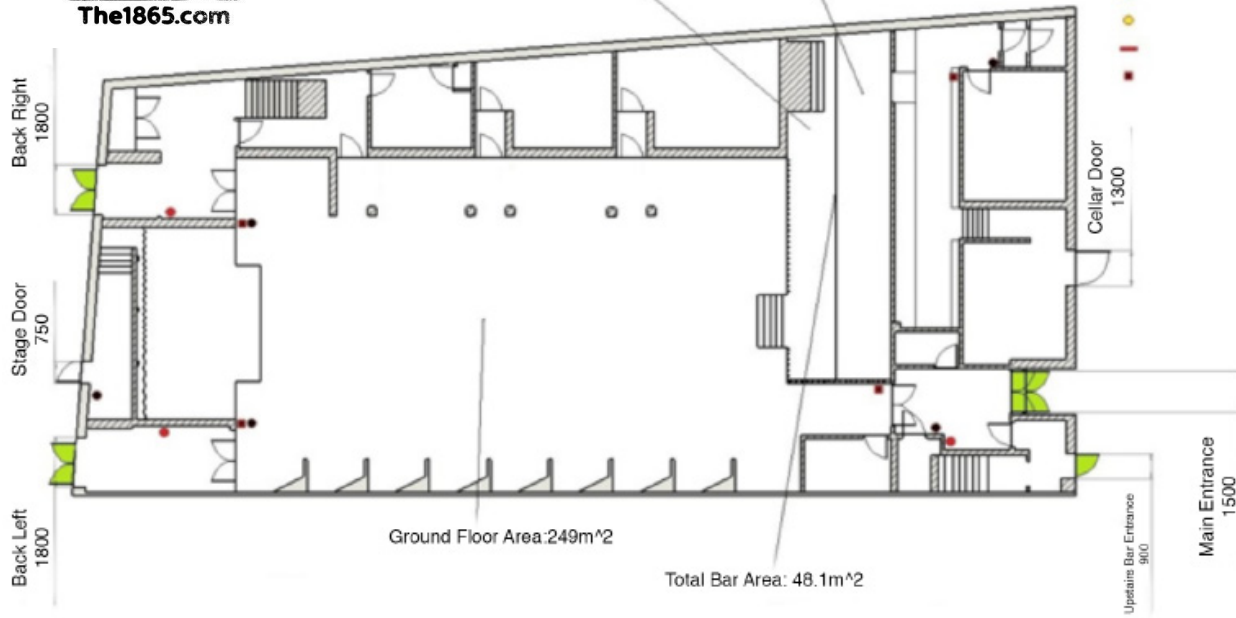 The1865.com
Back Right
1800
Stage Door
750
Back Left
1800
Cellar Door
1300
Main Entrance
1500
Upstairs Bar Entrance
900
Ground Floor Area:249m^2
Total Bar Area: 48.1m^2